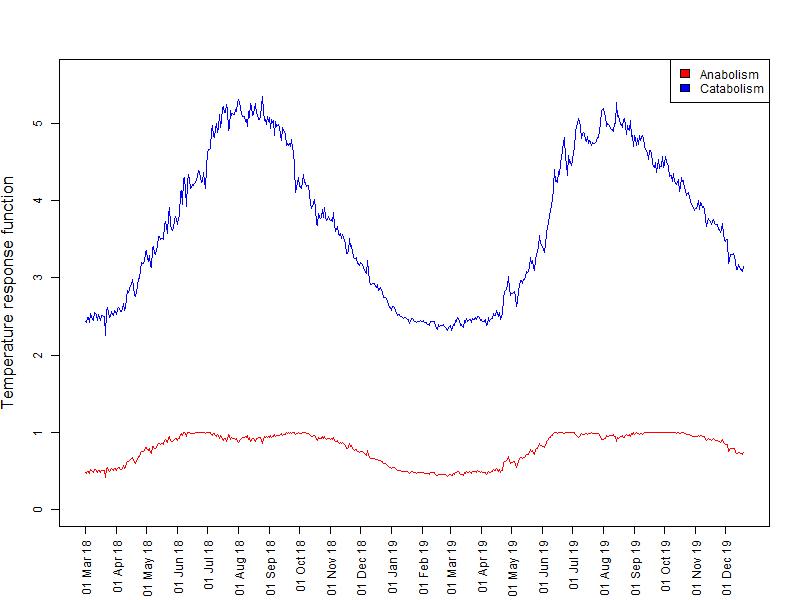 Anabolism
Catabolism
Temperature response function
5
4
3
2
1
0
01 Mar 18
01 Apr 18
01 May 18
01 Jun 18
01 Jul 18
01 Aug 18
01 Sep 18
01 Oct 18
01 Nov 18
01 Dec 18
01 Jan 19
01 Feb 19
01 Mar 19
01 Apr 19
01 May 19
01 Jun 19
01 Jul 19
01 Aug 19
01 Sep 19
01 Oct 19
01 Nov 19
01 Dec 19